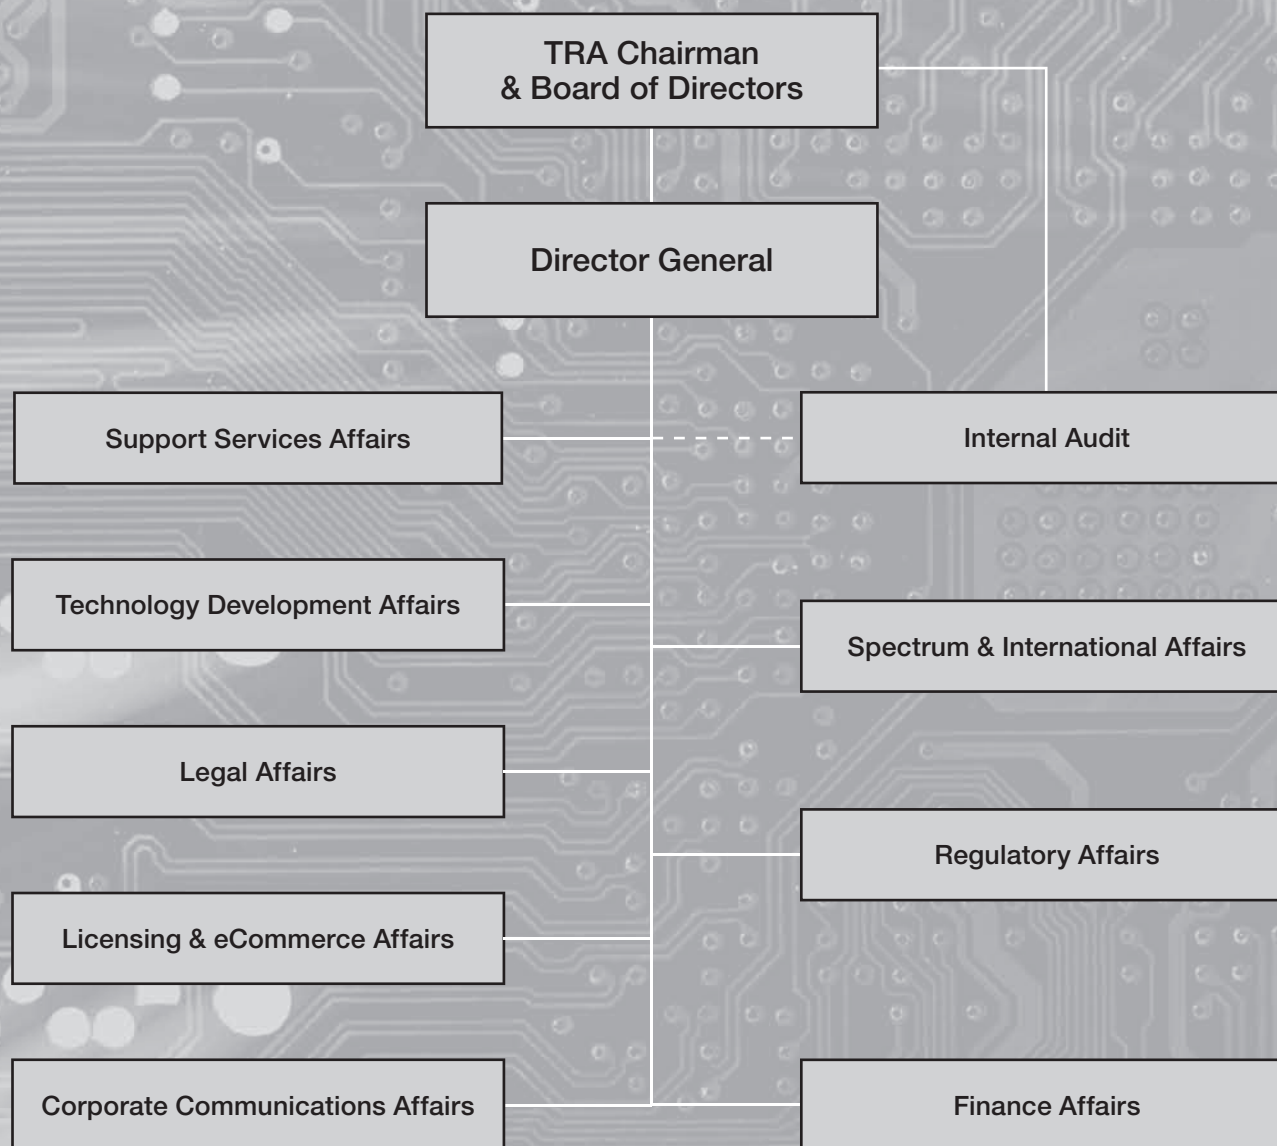 TRA Chairman
& Board of Directors
Director General
Support Services Affairs
Internal Audit
Technology Development Affairs
Spectrum & International Affairs
Legal Affairs
Regulatory Affairs
Licensing & eCommerce Affairs
Corporate Communications Affairs
Finance Affairs